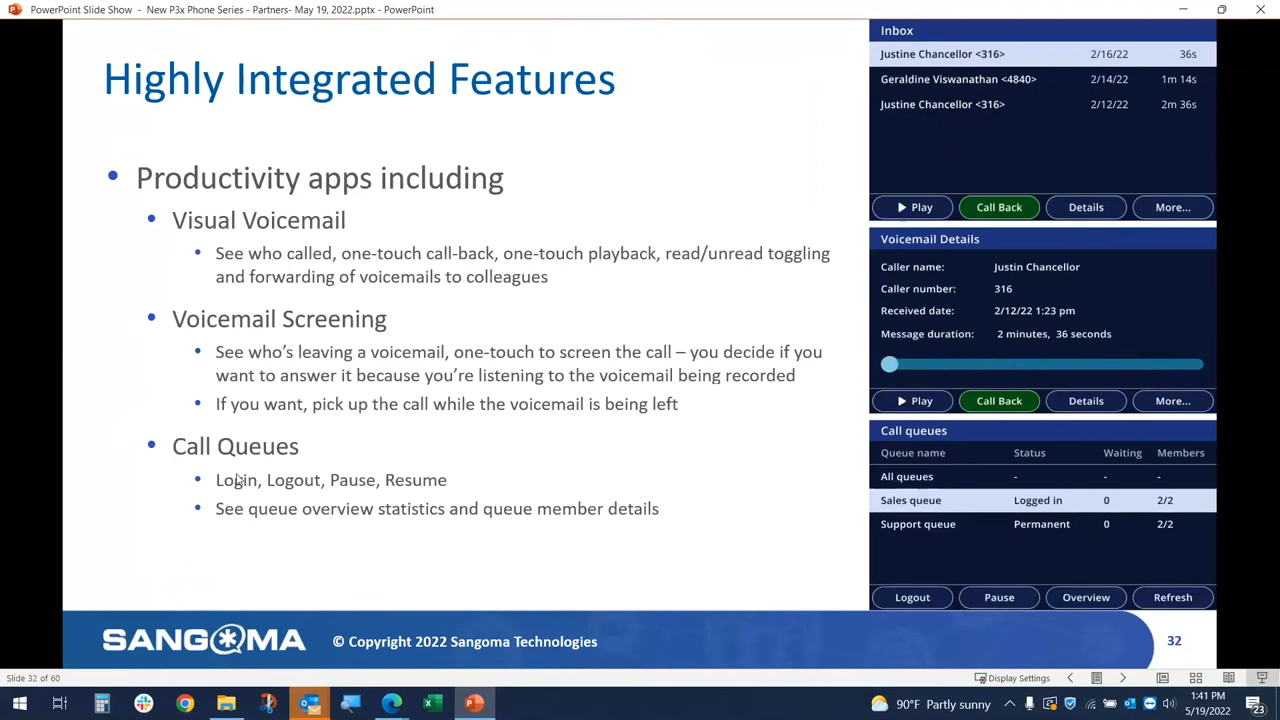 PowerPoint Slide Show - New P3x Phone Series - Partners- May 19, 2022.pptx - PowerPoint
Highly Integrated Features
• Productivity apps including
• Visual Voicemail
• See who called, one-touch call-back, one-touch playback, read/unread toggling
and forwarding of voicemails to colleagues
• Voicemail Screening
• See who's leaving a voicemail, one-touch to screen the call – you decide if you
want to answer it because you're listening to the voicemail being recorded
• If you want, pick up the call while the voicemail is being left
• Call Queues
• Login, Logout, Pause, Resume
• See queue overview statistics and queue member details
Inbox
Justine Chancellor <316> 2/16/22 36s
Geraldine Viswanathan <4840> 2/14/22 1m 14s
Justine Chancellor <316> 2/12/22 2m 36s
Play Call Back Details More...
Voicemail Details
Caller name: Justin Chancellor
Caller number: 316
Received date: 2/12/22 1:23 pm
Message duration: 2 minutes, 36 seconds
Play Call Back Details More...
Call queues
Queue name Status Waiting Members
All queues - - -
Sales queue Logged in 0 2/2
Support queue Permanent 0 2/2
Logout Pause Overview Refresh
SANGOMA © Copyright 2022 Sangoma Technologies 32
Slide 32 of 60 Display Settings
90°F Partly sunny 1:41 PM
5/19/2022 23